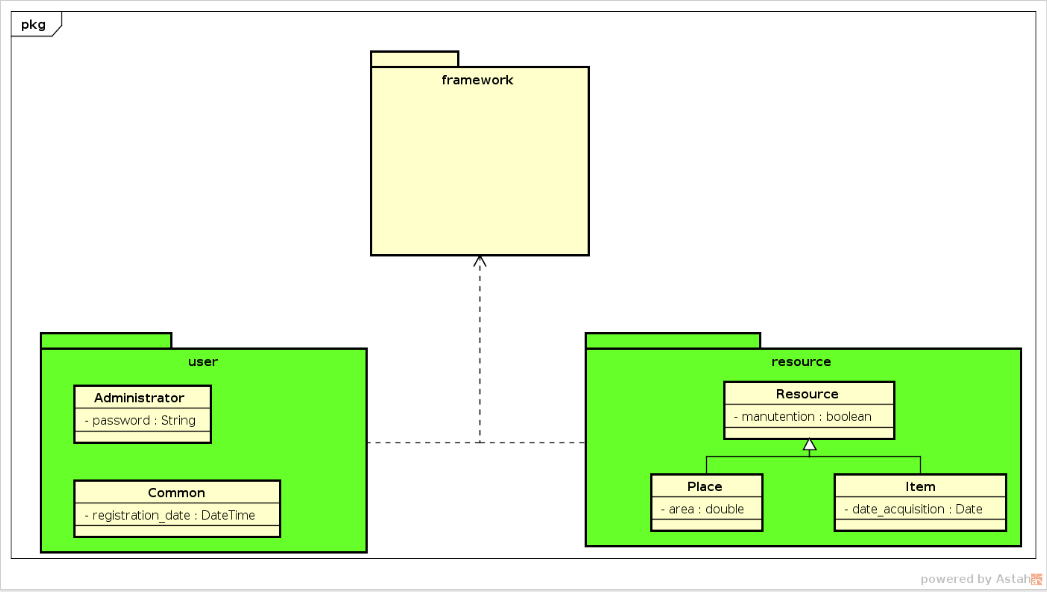 pkg
framework
user
Administrator
- password : String
Common
- registration_date : DateTime
resource
Resource
- manutention : boolean
Place
- area : double
Item
- date_acquisition : Date
powered by Astah